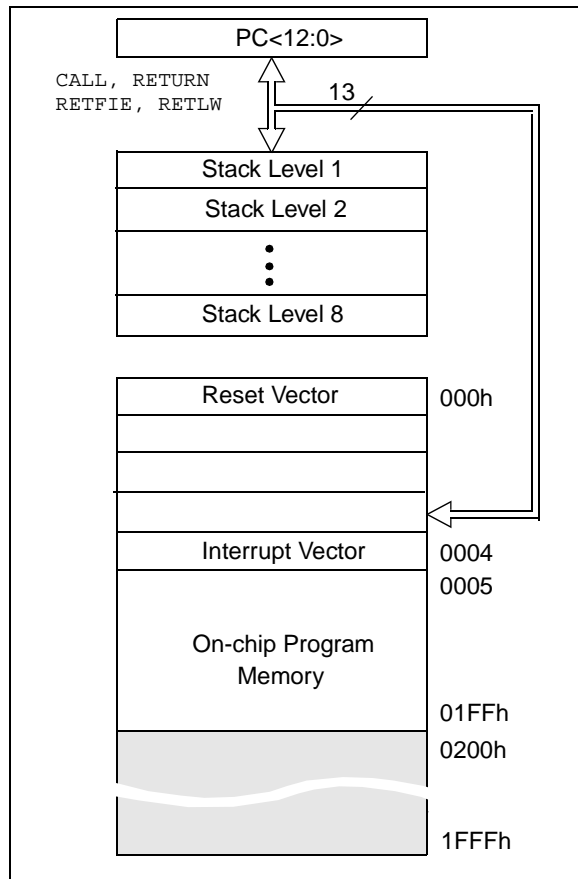 PC<12:0>
CALL, RETURN
RETFIE, RETLW
13
Stack Level 1
Stack Level 2
Stack Level 8
Reset Vector
000h
Interrupt Vector
0004
0005
On-chip Program
Memory
01FFh
0200h
1FFFh